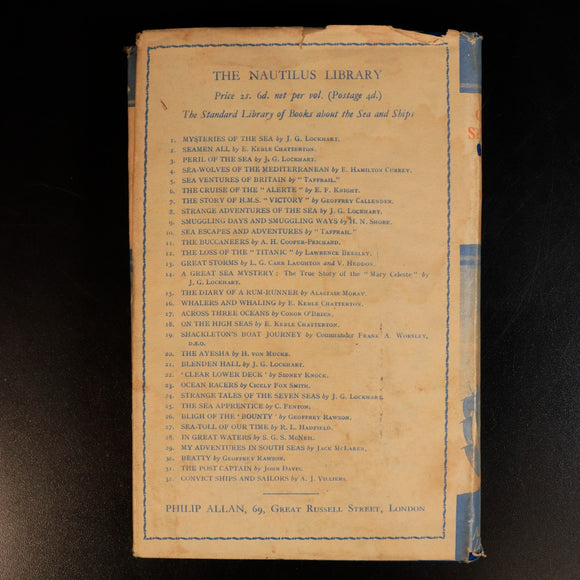 THE NAUTILUS LIBRARY
Price 2s. 6d. net per vol. (Postage 4d.)
The Standard Library of Books about the Sea and Ships
1. MYSTERIES OF THE SEA by J. G. LOCKHART.
2. SEAMEN ALL by E. KEBLE CHATTERTON.
3. PERIL OF THE SEA by J. G. LOCKHART.
4. SEA-WOLVES OF THE MEDITERRANEAN by E. HAMILTON CURREY.
5. SEA VENTURES OF BRITAIN by "TAFFRAIL."
6. THE CRUISE OF THE "ALERTE" by E. F. KNIGHT.
7. THE STORY OF H.M.S. "VICTORY" by GEOFFREY CALLENDER.
8. STRANGE ADVENTURES OF THE SEA by J. G. LOCKHART.
9. SMUGGLING DAYS AND SMUGGLING WAYS by H. N. SHORE.
10. SEA ESCAPES AND ADVENTURES by "TAFFRAIL."
11. THE BUCCANEERS by A. H. COOPER-PRICHARD.
12. THE LOSS OF THE "TITANIC" by LAWRENCE BEESLEY.
13. GREAT STORMS by L. G. CARR LAUGHTON and V. HEDDON.
14. A GREAT SEA MYSTERY: The True Story of the "Mary Celeste" by
J. G. LOCKHART.
15. THE DIARY OF A RUM-RUNNER by ALASTAIR MORAY.
16. WHALERS AND WHALING by E. KEBLE CHATTERTON.
17. ACROSS THREE OCEANS by CONOR O'BRIEN.
18. ON THE HIGH SEAS by E. KEBLE CHATTERTON.
19. SHACKLETON'S BOAT JOURNEY by Commander FRANK A. WORSLEY,
D.S.O.
20. THE AYESHA by H. VON MUCKE.
21. BLENDEN HALL by J. G. LOCKHART.
22. 'CLEAR LOWER DECK' by SIDNEY KNOCK.
23. OCEAN RACERS by CICELY FOX SMITH.
24. STRANGE TALES OF THE SEVEN SEAS by J. G. LOCKHART.
25. THE SEA APPRENTICE by C. FENTON.
26. BLIGH OF THE 'BOUNTY' by GEOFFREY RAWSON.
27. SEA-TOLL OF OUR TIME by R. L. HADFIELD.
28. IN GREAT WATERS by S. G. S. MCNEIL.
29. MY ADVENTURES IN SOUTH SEAS by JACK MCLAREN.
30. BEATTY by GEOFFREY RAWSON.
31. THE POST CAPTAIN by JOHN DAVIS.
32. CONVICT SHIPS AND SAILORS by A. J. VILLIERS.
PHILIP ALLAN, 69, GREAT RUSSELL STREET, LONDON